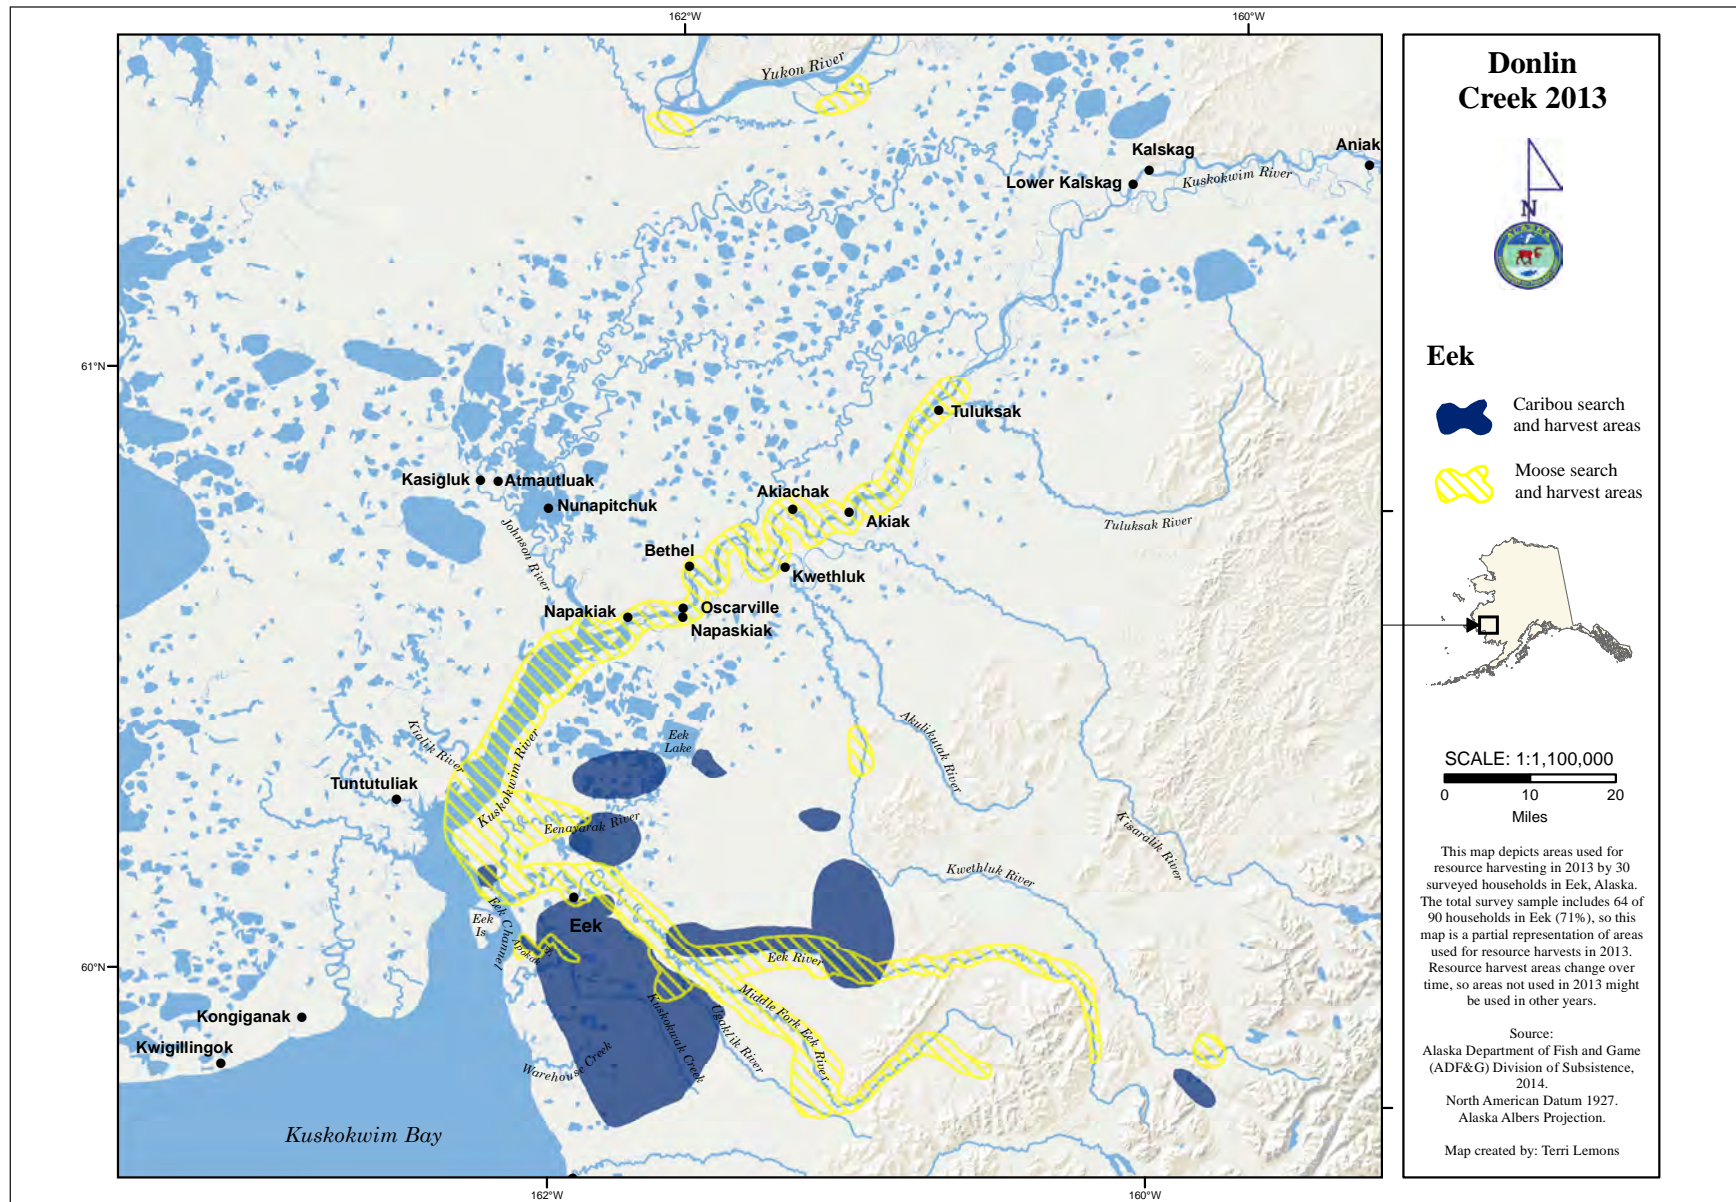 162°W
160°W
Yukon River
Kalskag
Aniak
Lower Kalskag
Kuskokwim River
61°N
Tuluksak
Kasigluk
Atmautluak
Nunapitchuk
Akiachak
Akiak
Tuluksak River
Johnson River
Bethel
Kwethluk
Napakiak
Oscarville
Napaskiak
Kialik River
Kuskokwim River
Eek
Lake
Akulikutak River
Tuntutuliak
Eenayarak River
Kisaralik River
Kwethluk River
Eek
Is
Eek Channel
Eek
Apokak
Eek River
60°N
Middle Fork Eek River
Kuskokwak Creek
Ugaklik River
Kongiganak
Kwigillingok
Warehouse Creek
Kuskokwim Bay
162°W
160°W
Donlin
Creek 2013
N
ALASKA
Eek
Caribou search
and harvest areas
Moose search
and harvest areas
SCALE: 1:1,100,000
0 10 20
Miles
This map depicts areas used for
resource harvesting in 2013 by 30
surveyed households in Eek, Alaska.
The total survey sample includes 64 of
90 households in Eek (71%), so this
map is a partial representation of areas
used for resource harvests in 2013.
Resource harvest areas change over
time, so areas not used in 2013 might
be used in other years.
Source:
Alaska Department of Fish and Game
(ADF&G) Division of Subsistence,
2014.
North American Datum 1927.
Alaska Albers Projection.
Map created by: Terri Lemons